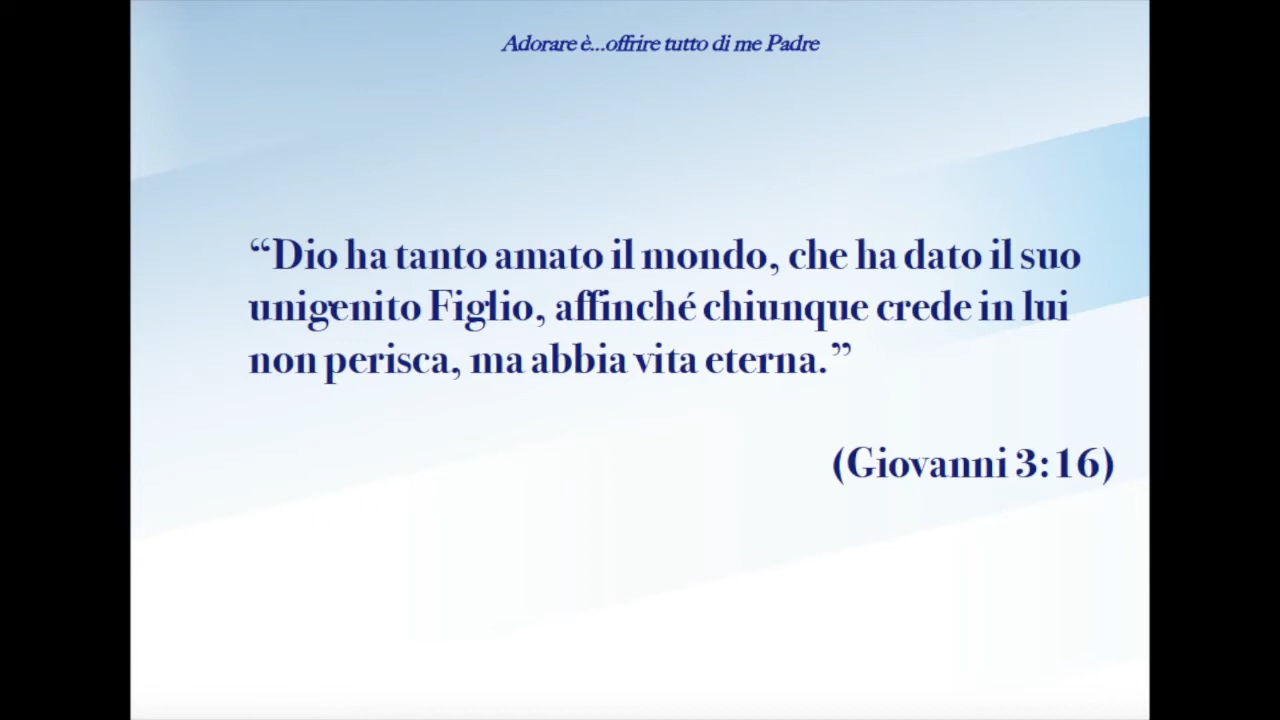 Adorare è...offrire tutto di me Padre
“Dio ha tanto amato il mondo, che ha dato il suo
unigenito Figlio, affinché chiunque crede in lui
non perisca, ma abbia vita eterna.”
(Giovanni 3:16)